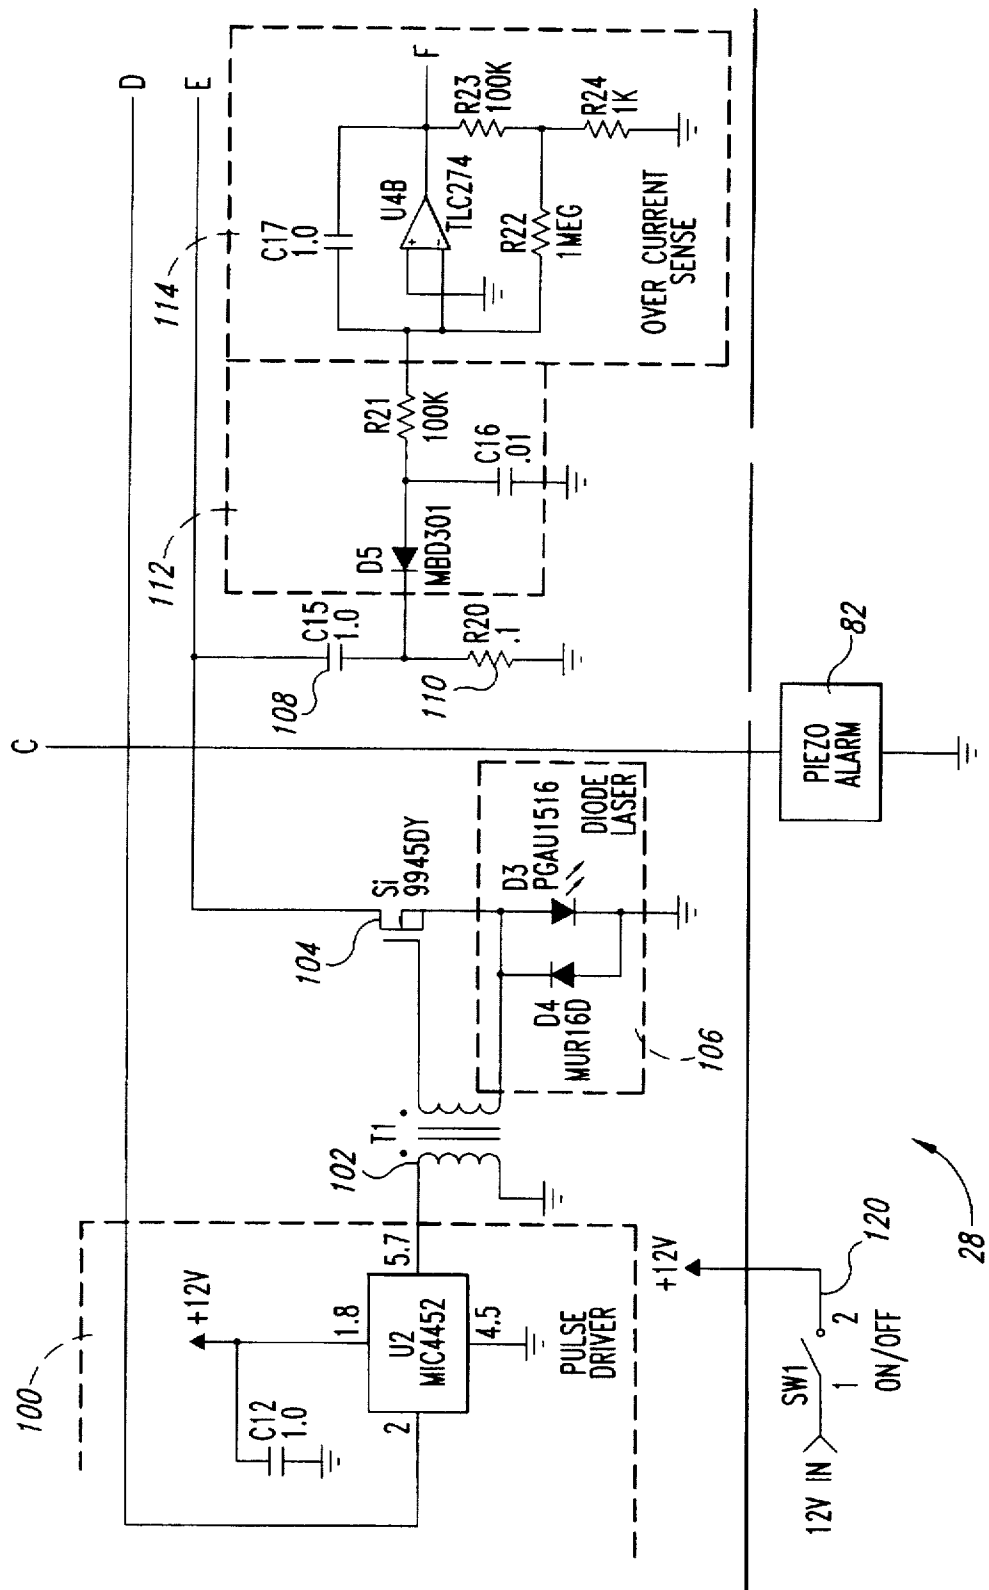 D
E
C
F
114
C17
1.0
U4B
TLC274
+
-
R23
100K
R24
1K
R22
1MEG
OVER CURRENT
SENSE
112
R21
100K
C16
.01
D5
MBD301
C15
1.0
108
R20
.1
110
82
PIEZO
ALARM
Si
9945DY
104
D3
PGAU1516
DIODE
LASER
D4
MUR16D
106
T1
102
100
+12V
C12
1.0
1.8
5.7
U2
MIC4452
2
4.5
PULSE
DRIVER
+12V
120
SW1
1
2
ON/OFF
12V IN
28